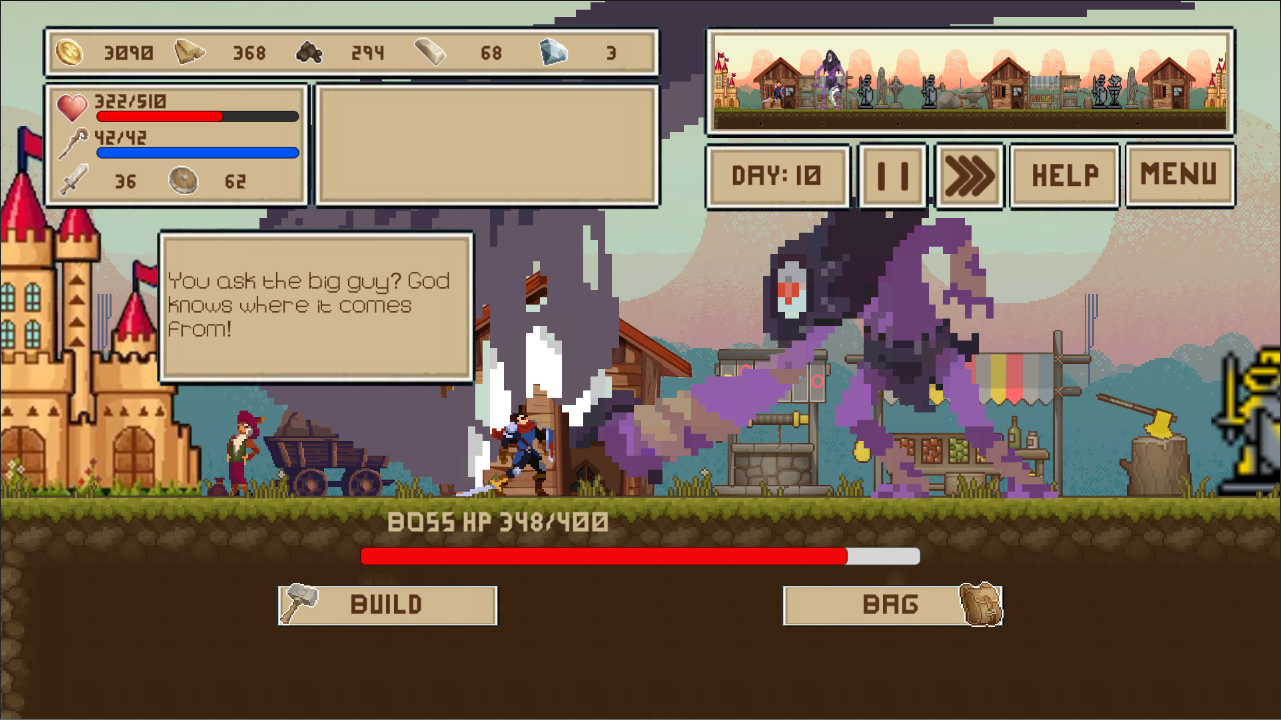 3090 368 294 68 3
322/510
42/42
36 62
DAY: 10 HELP MENU
You ask the big guy? God
knows where it comes
from!
BOSS HP 348/400
BUILD BAG